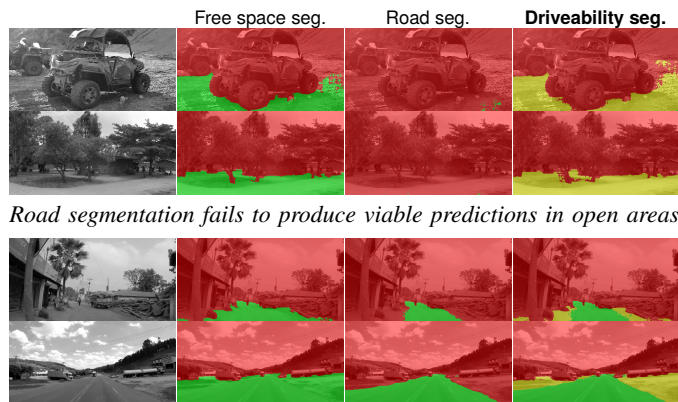 Free space seg. Road seg. Driveability seg.
Road segmentation fails to produce viable predictions in open areas